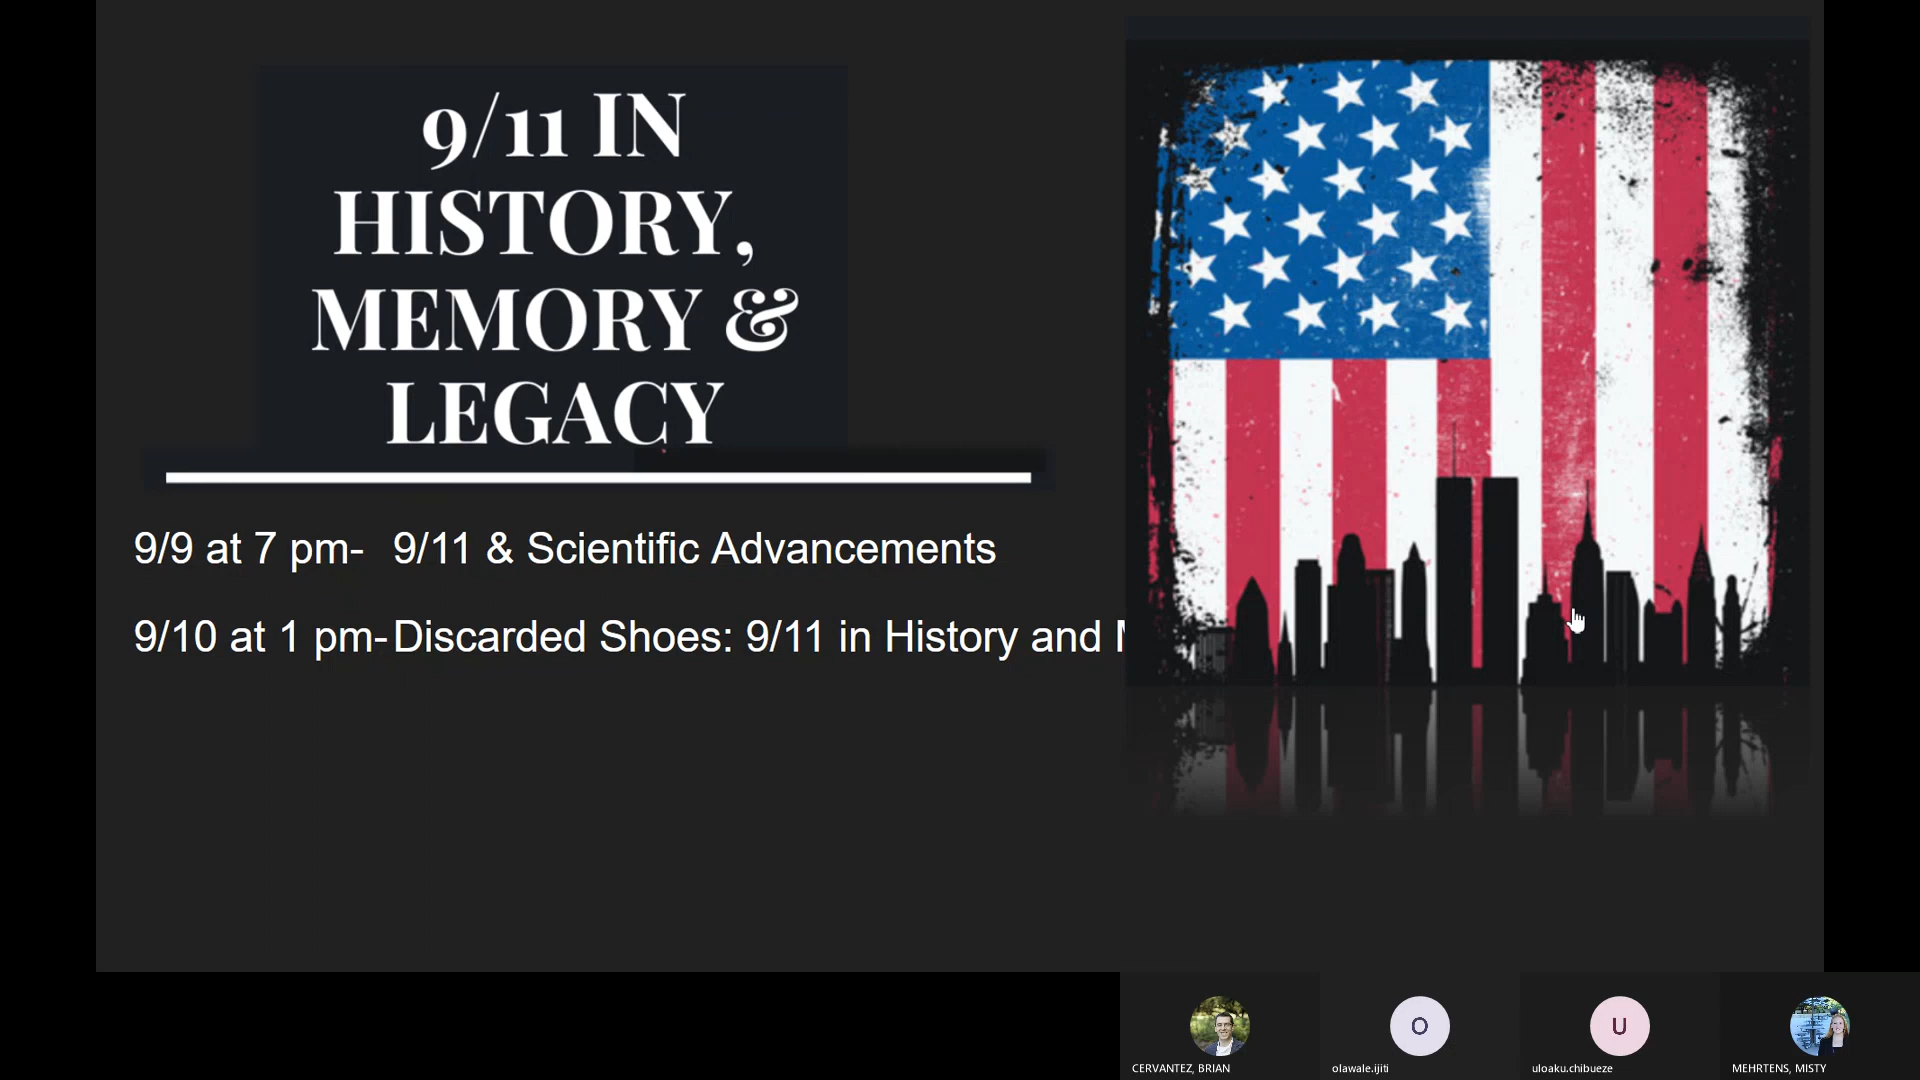 9/11 IN
HISTORY,
MEMORY &
LEGACY
9/9 at 7 pm- 9/11 & Scientific Advancements
9/10 at 1 pm- Discarded Shoes: 9/11 in History and
O
U
CERVANTEZ, BRIAN
olawale.ijiti
uloaku.chibueze
MEHRTENS, MISTY